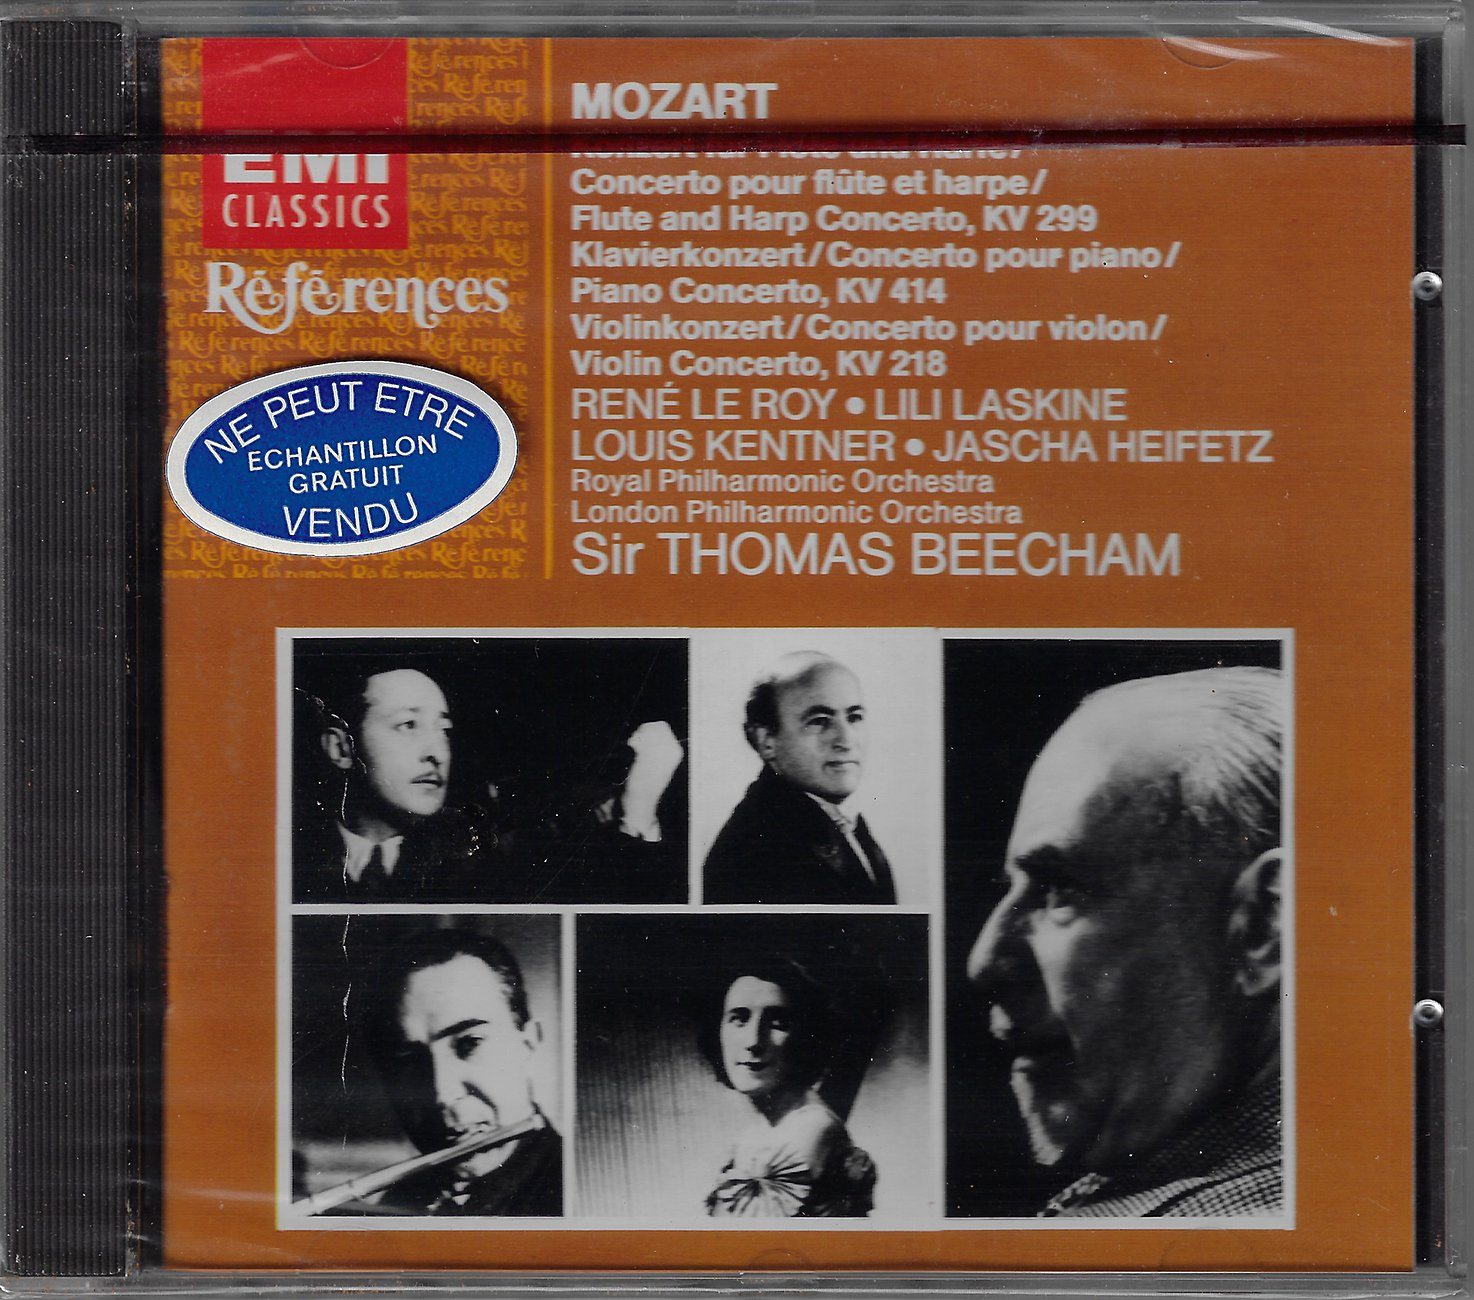 EMI
CLASSICS
Références
NE PEUT ETRE
ECHANTILLON
GRATUIT
VENDU
MOZART
Concerto pour flûte et harpe/
Flute and Harp Concerto, KV 299
Klavierkonzert/Concerto pour piano/
Piano Concerto, KV 414
Violinkonzert/Concerto pour violon/
Violin Concerto, KV 218
RENÉ LE ROY • LILI LASKINE
LOUIS KENTNER • JASCHA HEIFETZ
Royal Philharmonic Orchestra
London Philharmonic Orchestra
Sir THOMAS BEECHAM